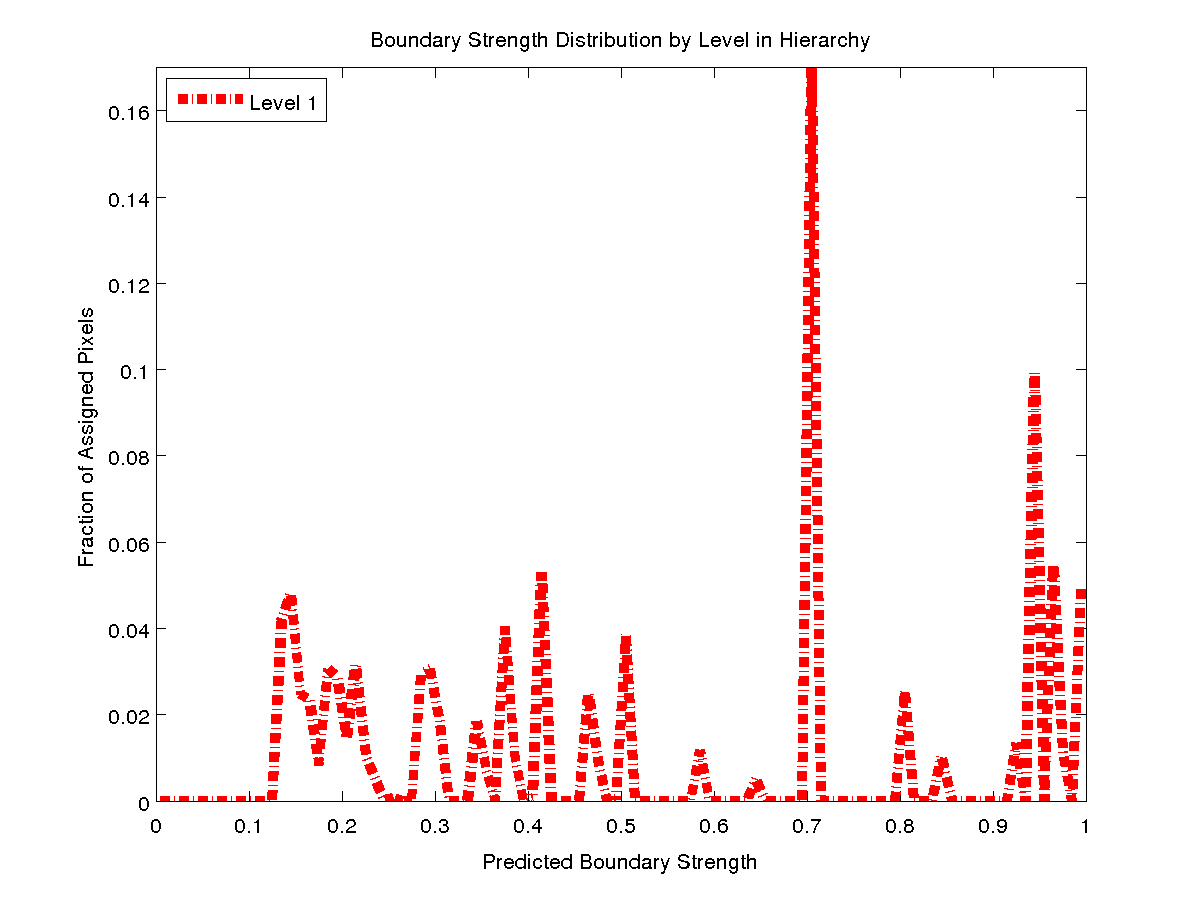 Boundary Strength Distribution by Level in Hierarchy
Level 1
0.16
0.14
0.12
0.1
0.08
0.06
0.04
0.02
0
Fraction of Assigned Pixels
0 0.1 0.2 0.3 0.4 0.5 0.6 0.7 0.8 0.9 1
Predicted Boundary Strength